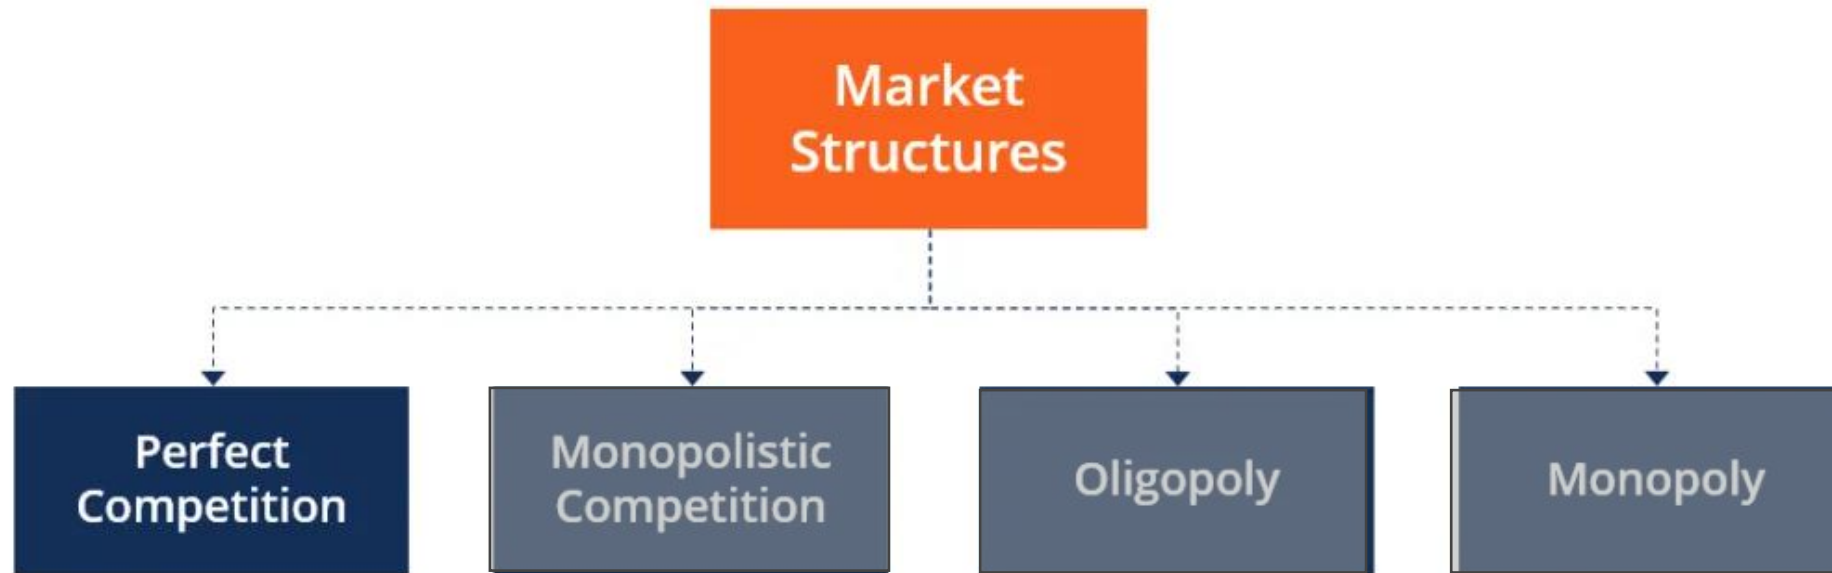 Market
Structures
Perfect
Competition
Monopolistic
Competition
Oligopoly
Monopoly